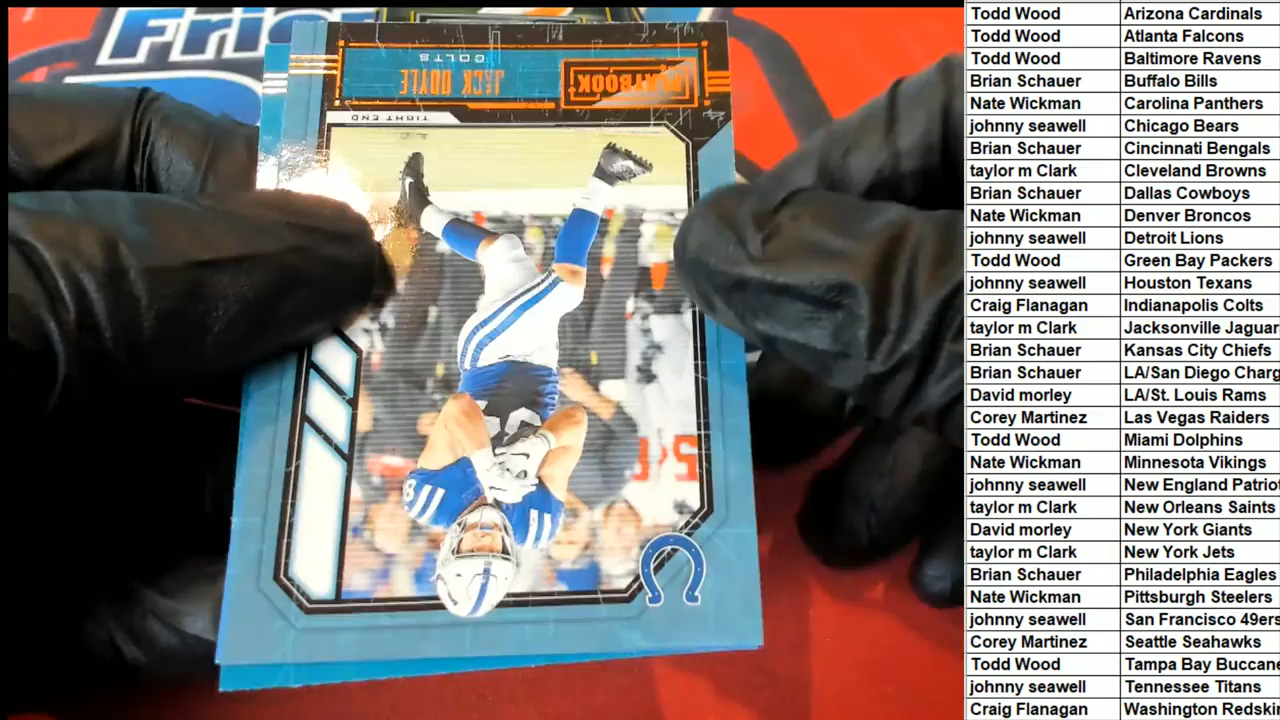 Frid
PLAYBOOK
JACK DOYLE
COLTS
TIGHT END
Todd Wood Arizona Cardinals
Todd Wood Atlanta Falcons
Todd Wood Baltimore Ravens
Brian Schauer Buffalo Bills
Nate Wickman Carolina Panthers
johnny seawell Chicago Bears
Brian Schauer Cincinnati Bengals
taylor m Clark Cleveland Browns
Brian Schauer Dallas Cowboys
Nate Wickman Denver Broncos
johnny seawell Detroit Lions
Todd Wood Green Bay Packers
johnny seawell Houston Texans
Craig Flanagan Indianapolis Colts
taylor m Clark Jacksonville Jaguar
Brian Schauer Kansas City Chiefs
Brian Schauer LA/San Diego Charg
David morley LA/St. Louis Rams
Corey Martinez Las Vegas Raiders
Todd Wood Miami Dolphins
Nate Wickman Minnesota Vikings
johnny seawell New England Patriot
taylor m Clark New Orleans Saints
David morley New York Giants
taylor m Clark New York Jets
Brian Schauer Philadelphia Eagles
Nate Wickman Pittsburgh Steelers
johnny seawell San Francisco 49ers
Corey Martinez Seattle Seahawks
Todd Wood Tampa Bay Buccane
johnny seawell Tennessee Titans
Craig Flanagan Washington Redskin